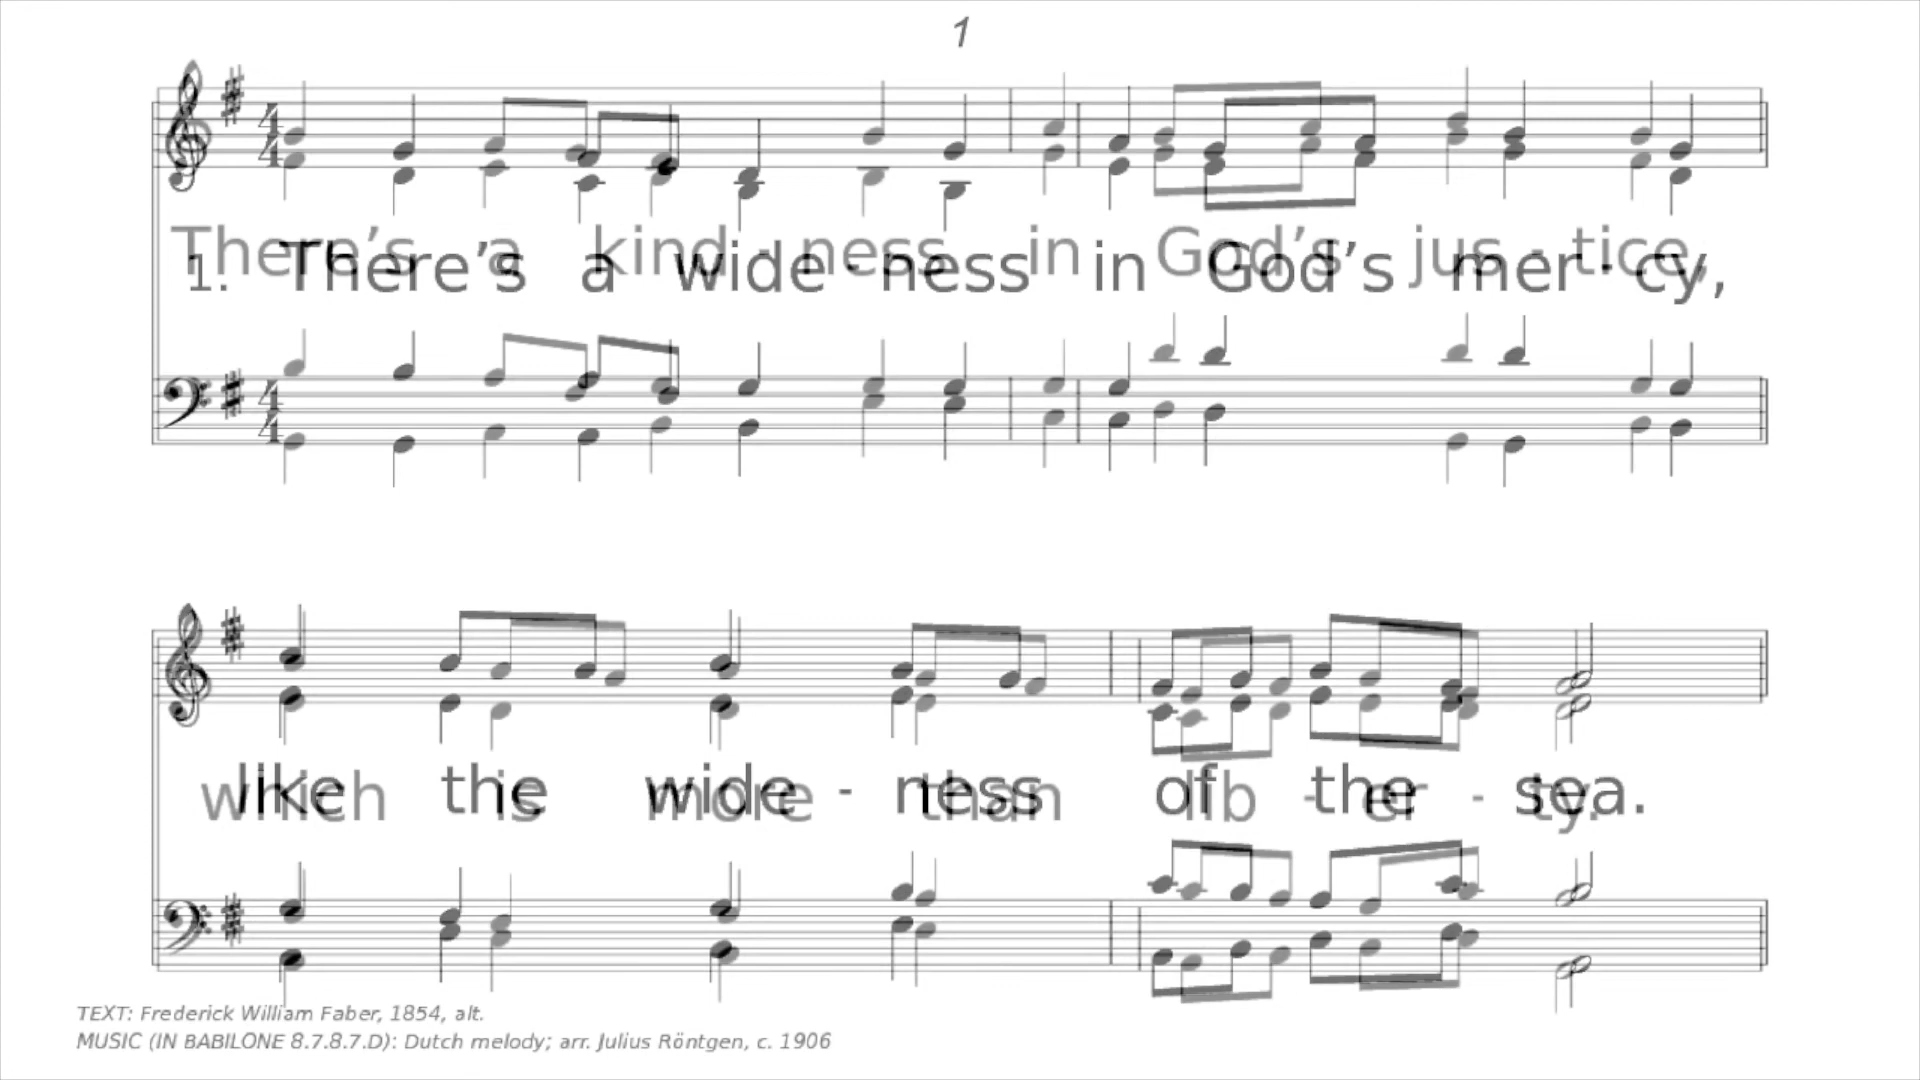 1
There's a kind - ness in God's jus - tice,
1. There's a wide - ness in God's mer - cy,
like the wide - ness of the sea.
which is more than lib - er - ty.
TEXT: Frederick William Faber, 1854, alt.
MUSIC (IN BABILONE 8.7.8.7.D): Dutch melody; arr. Julius Röntgen, c. 1906